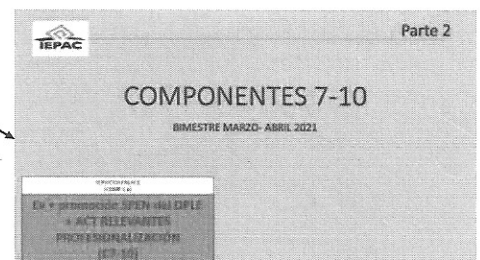 IEPAC
Parte 2
COMPONENTES 7-10
BIMESTRE MARZO- ABRIL 2021
Ex y promoción SPEN del OPLE
+ ACT RELEVANTES
PROFESIONALIZACIÓN
(C7-10)